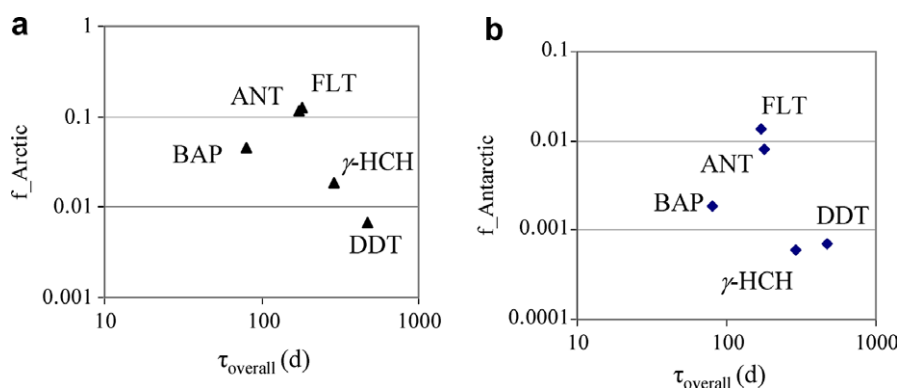 a
1
0.1
0.01
0.001
f_Arctic
FLT
ANT
BAP
γ-HCH
DDT
10 100 1000
τoverall (d)
b
0.1
0.01
0.001
0.0001
f_Antarctic
FLT
ANT
BAP
DDT
γ-HCH
10 100 1000
τoverall (d)